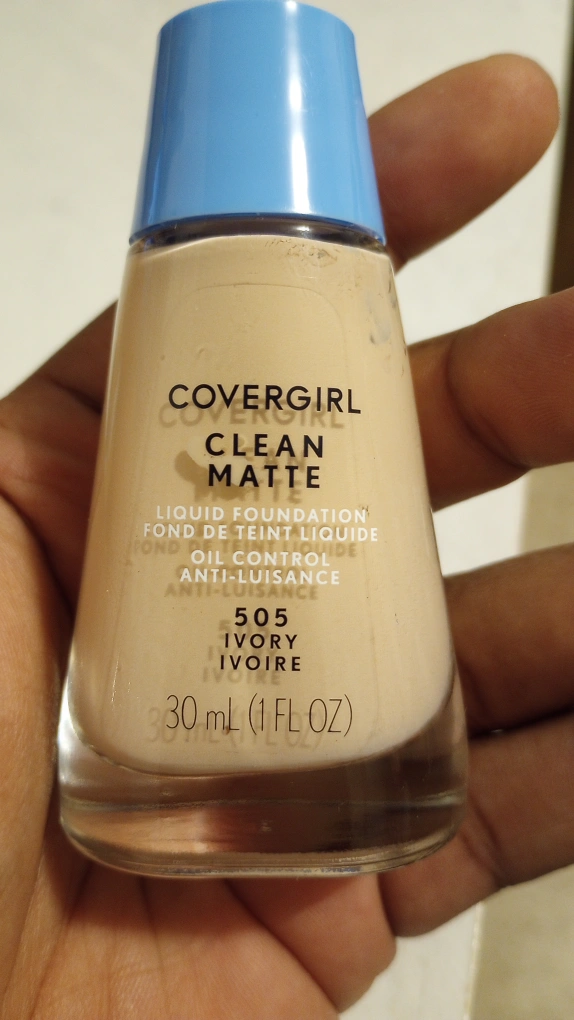 COVERGIRL
CLEAN
MATTE
LIQUID FOUNDATION
FOND DE TEINT LIQUIDE
OIL CONTROL
ANTI-LUISANCE
505
IVORY
IVOIRE
30 mL (1 FL OZ)